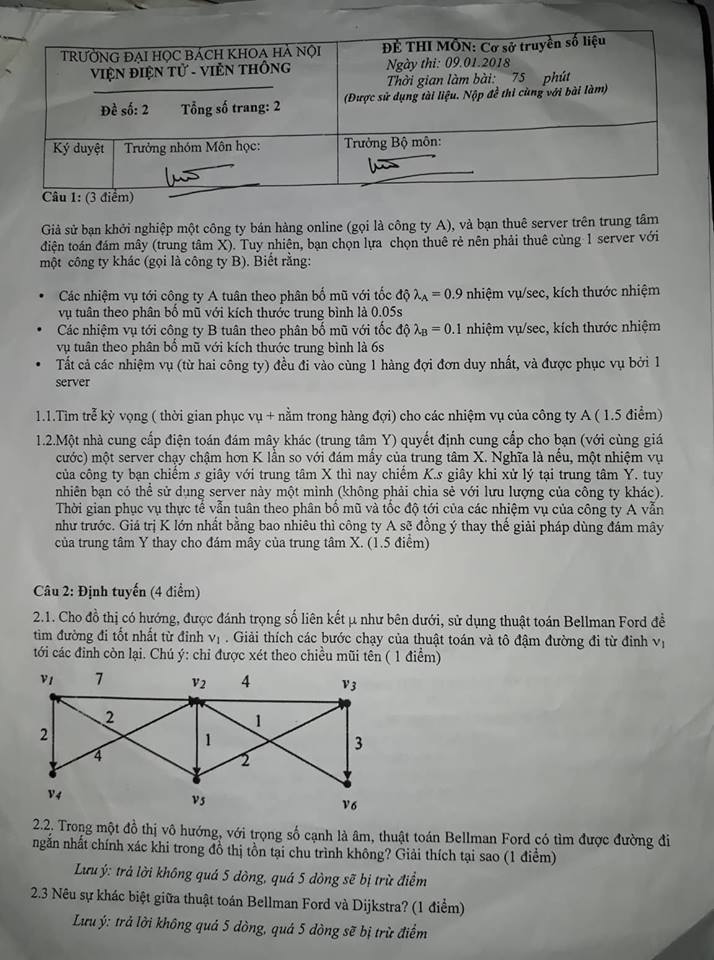 TRƯỜNG ĐẠI HỌC BÁCH KHOA HÀ NỘI
VIỆN ĐIỆN TỬ - VIỄN THÔNG
Đề số: 2 Tổng số trang: 2
ĐỀ THI MÔN: Cơ sở truyền số liệu
Ngày thi: 09.01.2018
Thời gian làm bài: 75 phút
(Được sử dụng tài liệu. Nộp đề thi cùng với bài làm)
Ký duyệt
Trưởng nhóm Môn học:
Trưởng Bộ môn:
Câu 1: (3 điểm)
Giả sử bạn khởi nghiệp một công ty bán hàng online (gọi là công ty A), và bạn thuê server trên trung tâm
điện toán đám mây (trung tâm X). Tuy nhiên, bạn chọn lựa chọn thuê rẻ nên phải thuê cùng 1 server với
một công ty khác (gọi là công ty B). Biết rằng:
• Các nhiệm vụ tới công ty A tuân theo phân bố mũ với tốc độ λA = 0.9 nhiệm vụ/sec, kích thước nhiệm
vụ tuân theo phân bố mũ với kích thước trung bình là 0.05s
• Các nhiệm vụ tới công ty B tuân theo phân bố mũ với tốc độ λB = 0.1 nhiệm vụ/sec, kích thước nhiệm
vụ tuân theo phân bố mũ với kích thước trung bình là 6s
• Tất cả các nhiệm vụ (từ hai công ty) đều đi vào cùng 1 hàng đợi đơn duy nhất, và được phục vụ bởi 1
server
1.1.Tìm trễ kỳ vọng ( thời gian phục vụ + nằm trong hàng đợi) cho các nhiệm vụ của công ty A ( 1.5 điểm)
1.2.Một nhà cung cấp điện toán đám mây khác (trung tâm Y) quyết định cung cấp cho bạn (với cùng giá
cước) một server chạy chậm hơn K lần so với đám mấy của trung tâm X. Nghĩa là nếu, một nhiệm vụ
của công ty bạn chiếm s giây với trung tâm X thì nay chiếm K.s giây khi xử lý tại trung tâm Y. tuy
nhiên bạn có thể sử dụng server này một mình (không phải chia sẻ với lưu lượng của công ty khác).
Thời gian phục vụ thực tế vẫn tuân theo phân bố mũ và tốc độ tới của các nhiệm vụ của công ty A vẫn
như trước. Giá trị K lớn nhất bằng bao nhiêu thì công ty A sẽ đồng ý thay thế giải pháp dùng đám mây
của trung tâm Y thay cho đám mây của trung tâm X. (1.5 điểm)
Câu 2: Định tuyến (4 điểm)
2.1. Cho đồ thị có hướng, được đánh trọng số liên kết μ như bên dưới, sử dụng thuật toán Bellman Ford để
tìm đường đi tốt nhất từ đỉnh v1 . Giải thích các bước chạy của thuật toán và tô đậm đường đi từ đỉnh v1
tới các đỉnh còn lại. Chú ý: chỉ được xét theo chiều mũi tên ( 1 điểm)
v1 7 v2 4 v3
2 1
2 1 3
4 2
v4 v5 v6
2.2. Trong một đồ thị vô hướng, với trọng số cạnh là âm, thuật toán Bellman Ford có tìm được đường đi
ngắn nhất chính xác khi trong đồ thị tồn tại chu trình không? Giải thích tại sao (1 điểm)
Lưu ý: trả lời không quá 5 dòng, quá 5 dòng sẽ bị trừ điểm
2.3 Nêu sự khác biệt giữa thuật toán Bellman Ford và Dijkstra? (1 điểm)
Lưu ý: trả lời không quá 5 dòng, quá 5 dòng sẽ bị trừ điểm